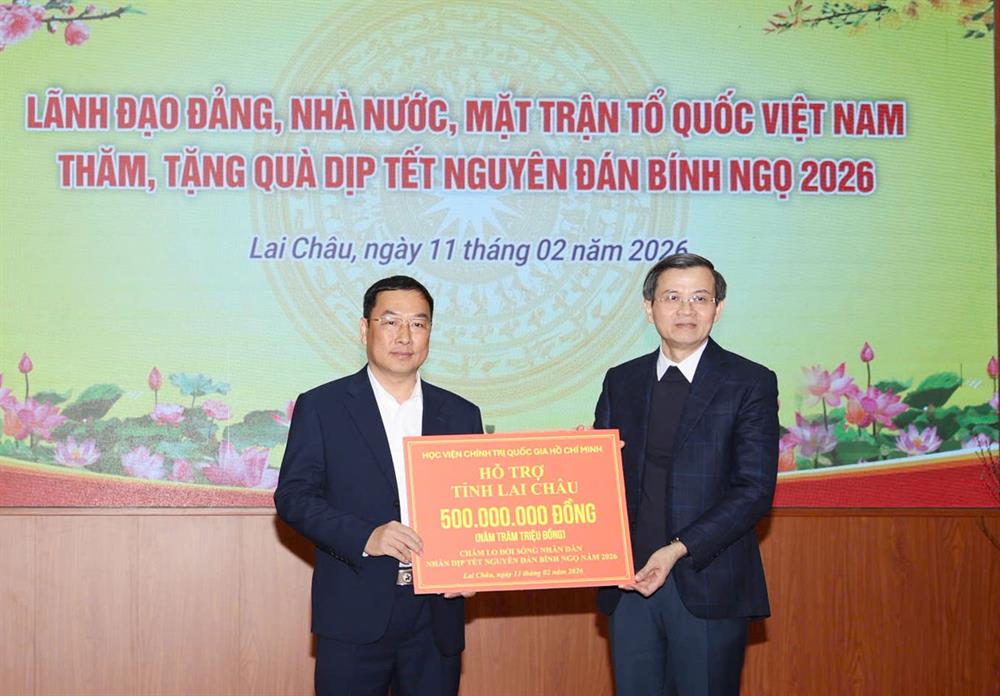 LÃNH ĐẠO ĐẢNG, NHÀ NƯỚC, MẶT TRẬN TỔ QUỐC VIỆT NAM
THĂM, TẶNG QUÀ DỊP TẾT NGUYÊN ĐÁN BÍNH NGỌ 2026
Lai Châu, ngày 11 tháng 02 năm 2026
HỌC VIỆN CHÍNH TRỊ QUỐC GIA HỒ CHÍ MINH
HỖ TRỢ
TỈNH LAI CHÂU
500.000.000 ĐỒNG
(NĂM TRĂM TRIỆU ĐỒNG)
CHĂM LO ĐỜI SỐNG NHÂN DÂN
NHÂN DỊP TẾT NGUYÊN ĐÁN BÍNH NGỌ NĂM 2026
Lai Châu, ngày 11 tháng 02 năm 2026